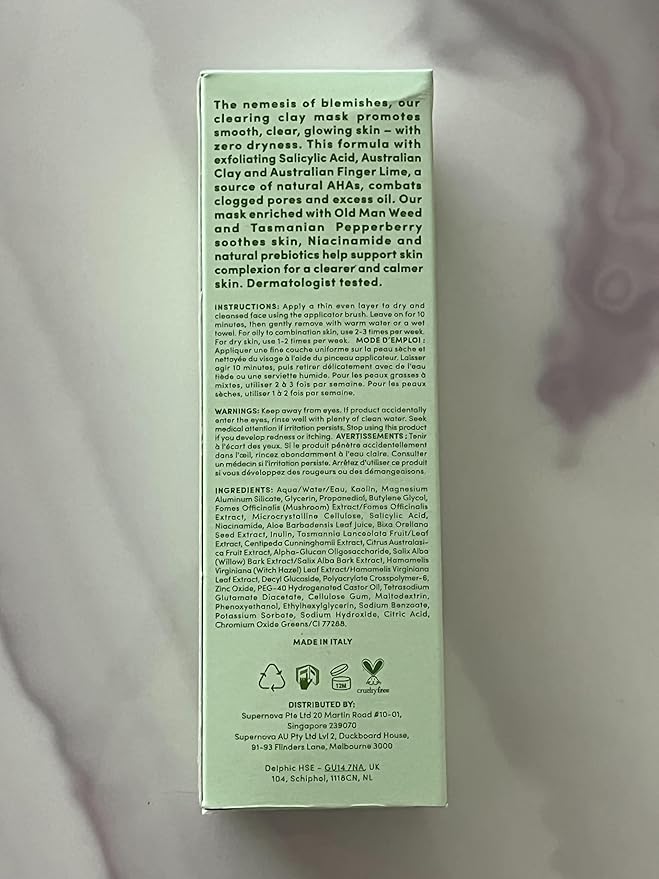 The nemesis of blemishes, our
clearing clay mask promotes
smooth, clear, glowing skin – with
zero dryness. This formula with
exfoliating Salicylic Acid, Australian
Clay and Australian Finger Lime, a
source of natural AHAs, combats
clogged pores and excess oil. Our
mask enriched with Old Man Weed
and Tasmanian Pepperberry
soothes skin, Niacinamide and
natural prebiotics help support skin
complexion for a clearer and calmer
skin. Dermatologist tested.
INSTRUCTIONS: Apply a thin even layer to dry and
cleansed face using the applicator brush. Leave on for 10
minutes, then gently remove with warm water or a wet
towel. For oily to combination skin, use 2-3 times per week.
For dry skin, use 1-2 times per week. MODE D'EMPLOI :
Appliquer une fine couche uniforme sur la peau sèche et
nettoyée du visage à l'aide du pinceau applicateur. Laisser
agir 10 minutes, puis retirer délicatement avec de l'eau
tiède ou une serviette humide. Pour les peaux grasses à
mixtes, utiliser 2 à 3 fois par semaine. Pour les peaux
sèches, utiliser 1 à 2 fois par semaine.
WARNINGS: Keep away from eyes. If product accidentally
enter the eyes, rinse well with plenty of clean water. Seek
medical attention if irritation persists. Stop using this product
if you develop redness or itching. AVERTISSEMENTS : Tenir
à l'écart des yeux. Si le produit pénètre accidentellement
dans l'œil, rincez abondamment à l'eau claire. Consulter
un médecin si l'irritation persiste. Arrêtez d'utiliser ce produit
si vous développez des rougeurs ou des démangeaisons.
INGREDIENTS: Aqua/Water/Eau, Kaolin, Magnesium
Aluminum Silicate, Glycerin, Propanediol, Butylene Glycol,
Fomes Officinalis (Mushroom) Extract/Fomes Officinalis
Extract, Microcrystalline Cellulose, Salicylic Acid,
Niacinamide, Aloe Barbadensis Leaf Juice, Bixa Orellana
Seed Extract, Inulin, Tasmannia Lanceolata Fruit/Leaf
Extract, Centipeda Cunninghamii Extract, Citrus Australasi-
ca Fruit Extract, Alpha-Glucan Oligosaccharide, Salix Alba
(Willow) Bark Extract/Salix Alba Bark Extract, Hamamelis
Virginiana (Witch Hazel) Leaf Extract/Hamamelis Virginiana
Leaf Extract, Decyl Glucoside, Polyacrylate Crosspolymer-6,
Zinc Oxide, PEG-40 Hydrogenated Castor Oil, Tetrasodium
Glutamate Diacetate, Cellulose Gum, Maltodextrin,
Phenoxyethanol, Ethylhexylglycerin, Sodium Benzoate,
Potassium Sorbate, Sodium Hydroxide, Citric Acid,
Chromium Oxide Greens/CI 77288.
MADE IN ITALY
12M
crueltyfree
DISTRIBUTED BY:
Supernova Pte Ltd 20 Martin Road #10-01,
Singapore 239070
Supernova AU Pty Ltd Lvl 2, Duckboard House,
91-93 Flinders Lane, Melbourne 3000
Delphic HSE – GU14 7NA, UK
104, Schiphol, 1118CN, NL